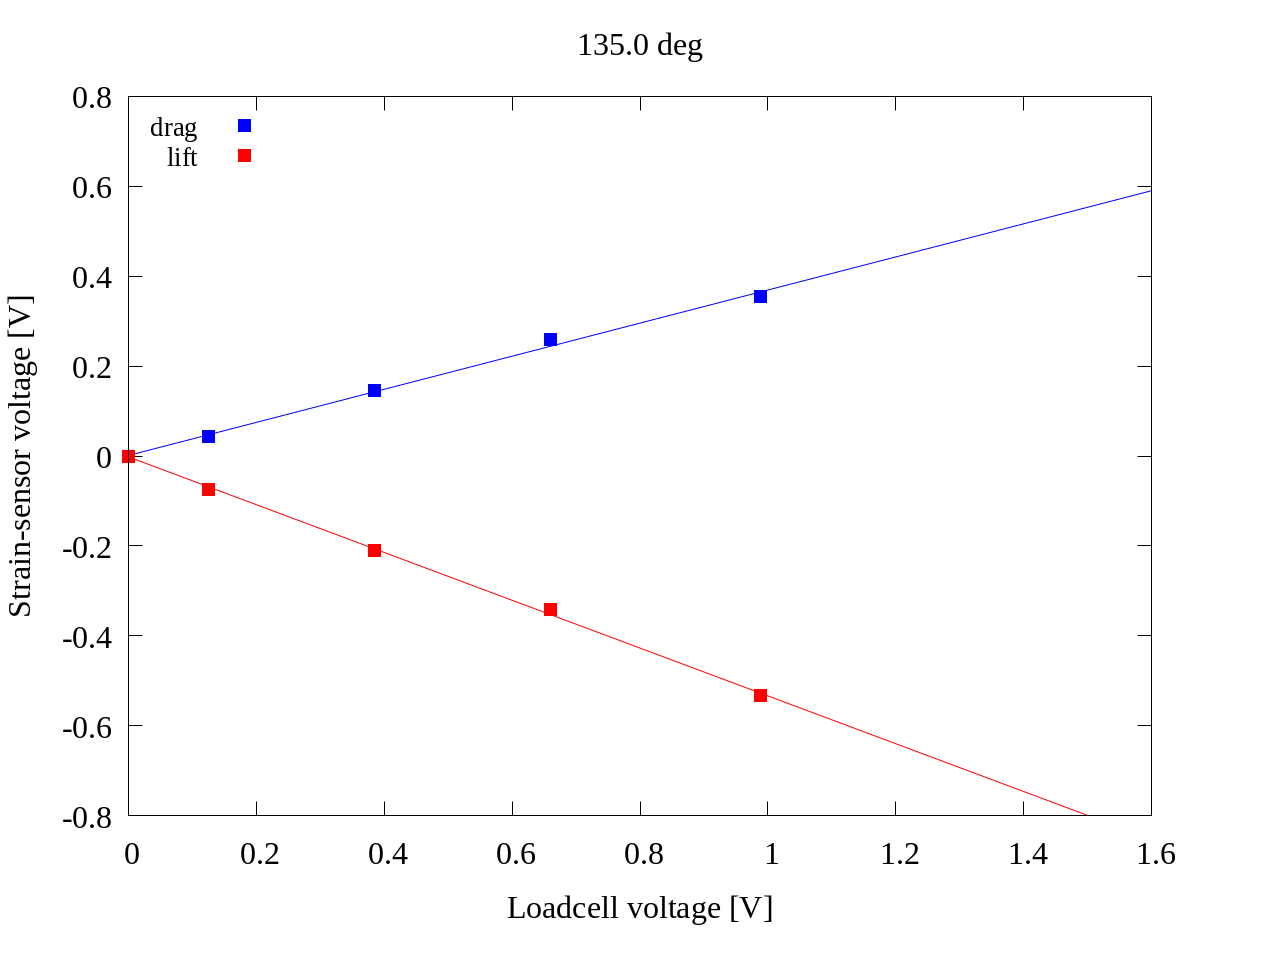 135.0 deg
0.8
drag
lift
0.6
0.4
0.2
0
-0.2
-0.4
-0.6
-0.8
Strain-sensor voltage [V]
0 0.2 0.4 0.6 0.8 1 1.2 1.4 1.6
Loadcell voltage [V]